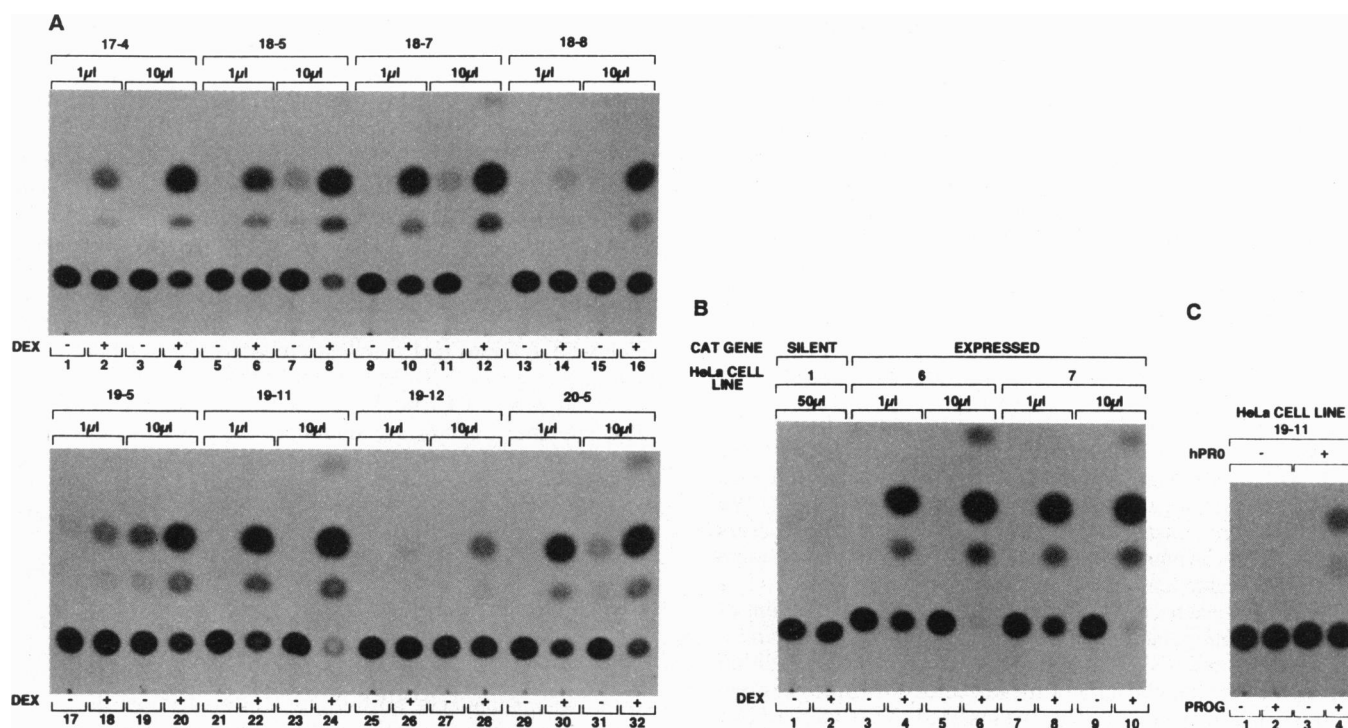 A
17-4 18-5 18-7 18-8
1µl 10µl 1µl 10µl 1µl 10µl 1µl 10µl
DEX - + - + - + - + - + - + - + - +
1 2 3 4 5 6 7 8 9 10 11 12 13 14 15 16
19-5 19-11 19-12 20-5
1µl 10µl 1µl 10µl 1µl 10µl 1µl 10µl
DEX - + - + - + - + - + - + - + - +
17 18 19 20 21 22 23 24 25 26 27 28 29 30 31 32
B
CAT GENE SILENT EXPRESSED
HeLa CELL LINE 1 6 7
50µl 1µl 10µl 1µl 10µl
DEX - + - + - + - + - +
1 2 3 4 5 6 7 8 9 10
C
HeLa CELL LINE
19-11
hPR0 - +
PROG - + - +
1 2 3 4